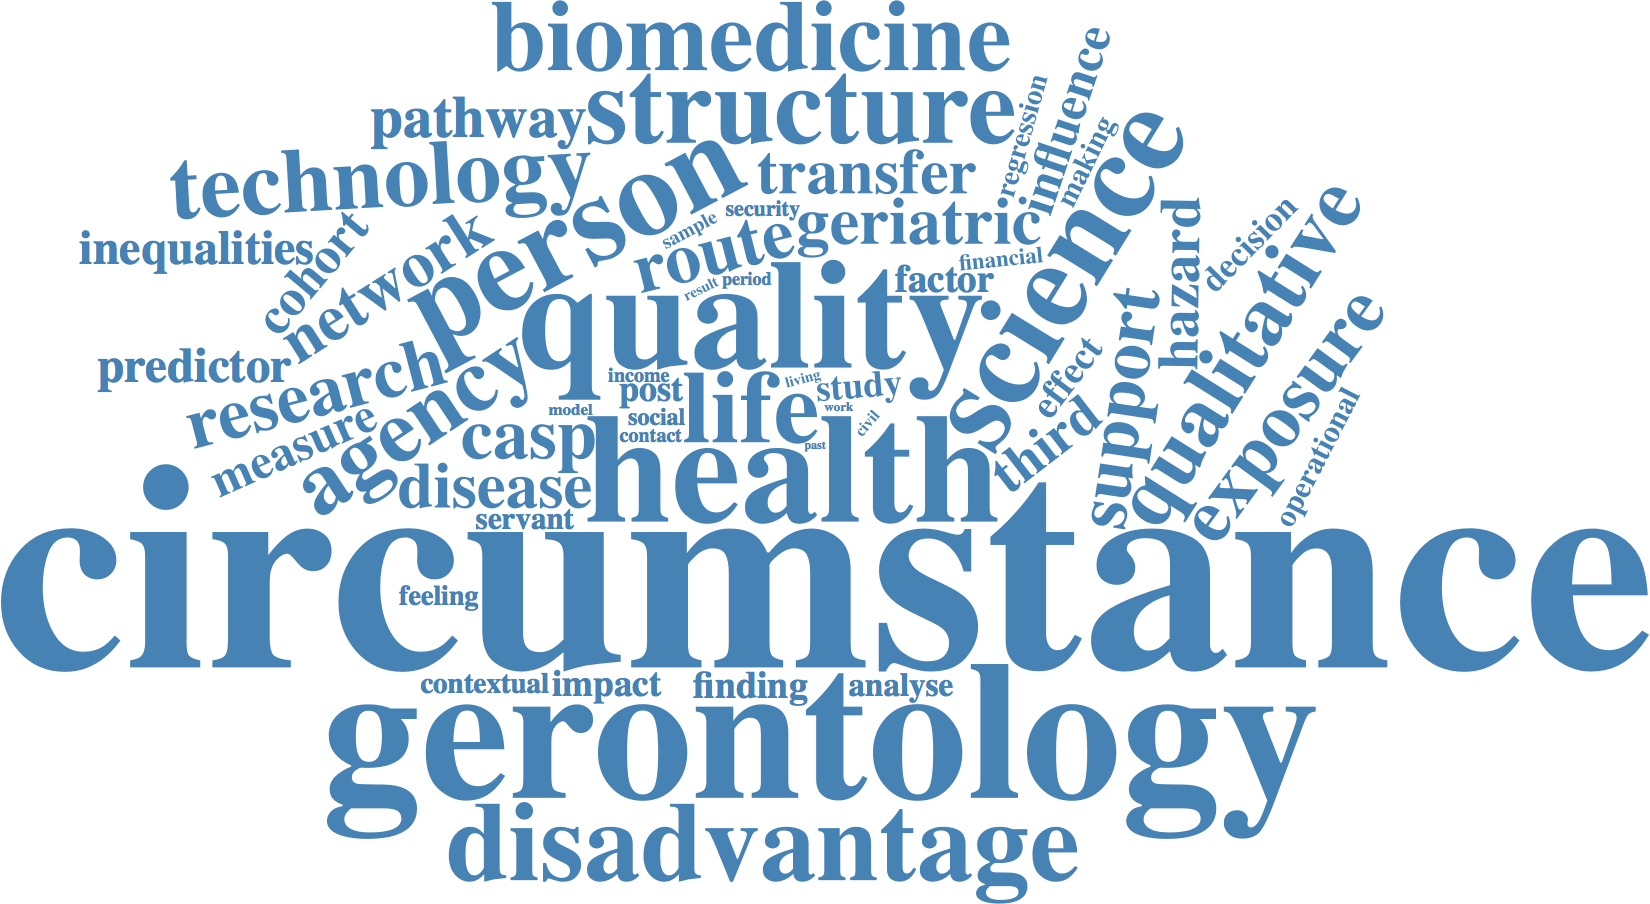 biomedicine
structure
pathway
technology
person
transfer
regression
influence
making
science
inequalities
cohort
network
sample
security
route
geriatric
financial
factor
hazard
decision
qualitative
result
period
quality
predictor
research
measure
agency
income
post
living
study
work
effect
support
exposure
operational
model
social
life
civil
third
casp
contact
past
disease
health
servant
circumstance
feeling
contextual
impact
finding
analyse
gerontology
disadvantage